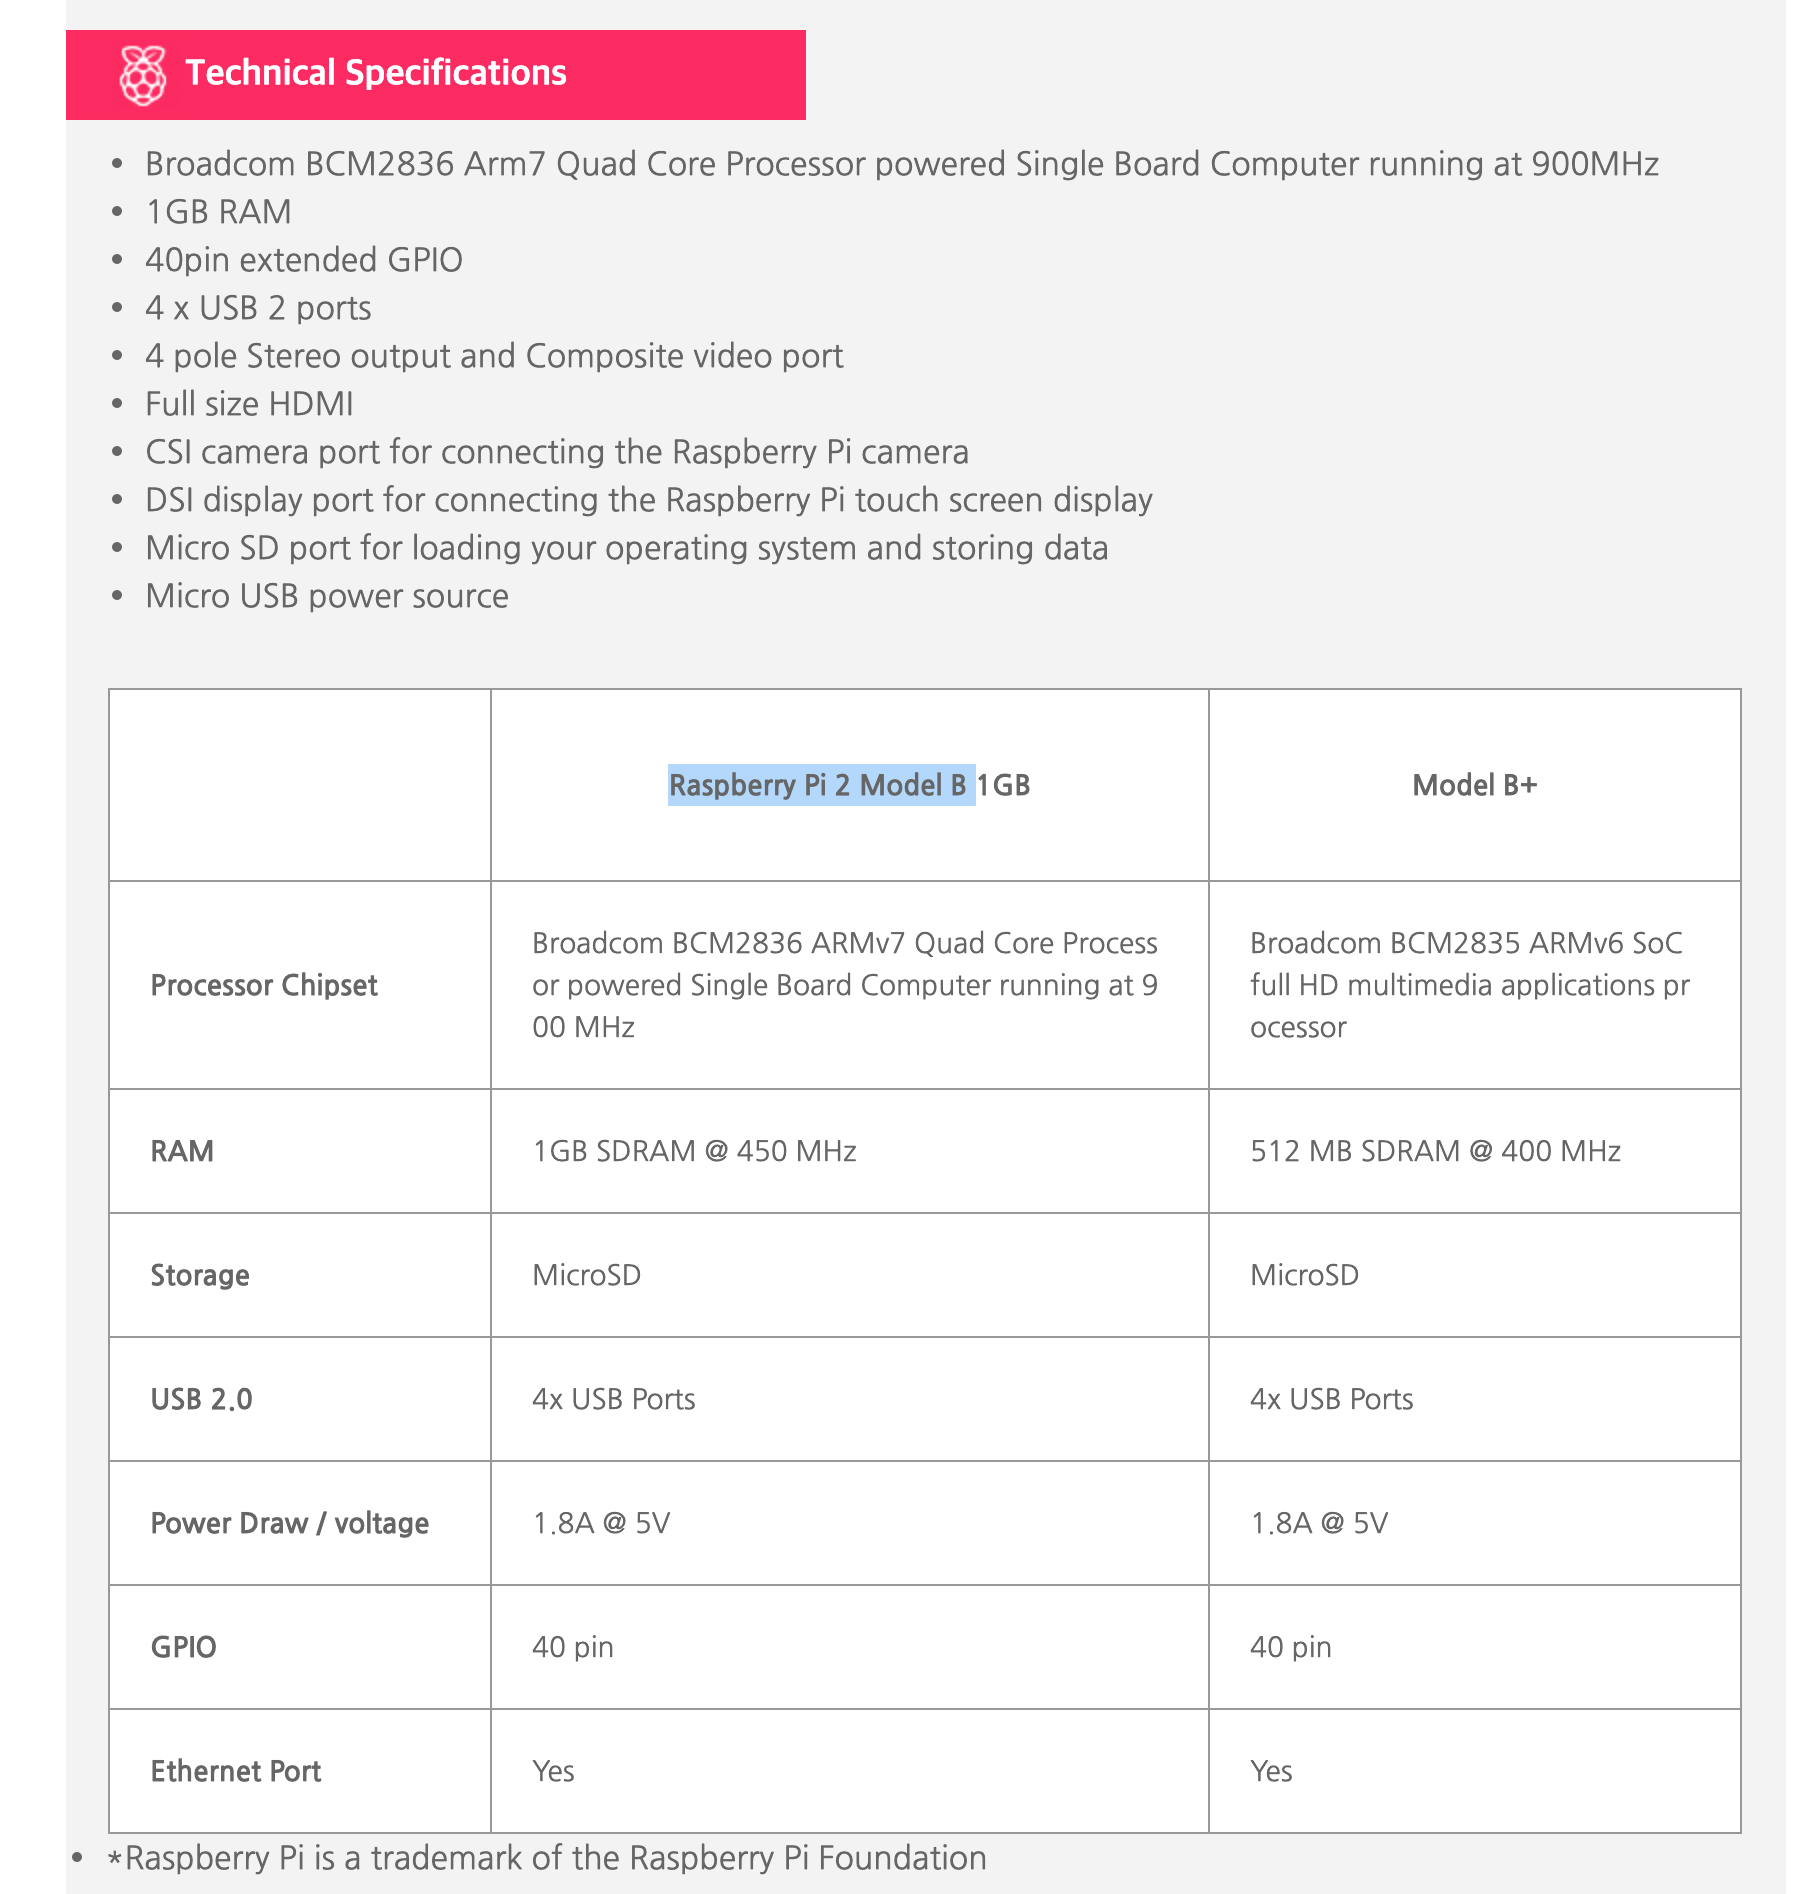 Technical Specifications
• Broadcom BCM2836 Arm7 Quad Core Processor powered Single Board Computer running at 900MHz
• 1GB RAM
• 40pin extended GPIO
• 4 x USB 2 ports
• 4 pole Stereo output and Composite video port
• Full size HDMI
• CSI camera port for connecting the Raspberry Pi camera
• DSI display port for connecting the Raspberry Pi touch screen display
• Micro SD port for loading your operating system and storing data
• Micro USB power source
Raspberry Pi 2 Model B 1GB
Model B+
Processor Chipset
Broadcom BCM2836 ARMv7 Quad Core Process
or powered Single Board Computer running at 9
00 MHz
Broadcom BCM2835 ARMv6 SoC
full HD multimedia applications pr
ocessor
RAM
1GB SDRAM @ 450 MHz
512 MB SDRAM @ 400 MHz
Storage
MicroSD
MicroSD
USB 2.0
4x USB Ports
4x USB Ports
Power Draw / voltage
1.8A @ 5V
1.8A @ 5V
GPIO
40 pin
40 pin
Ethernet Port
Yes
Yes
• *Raspberry Pi is a trademark of the Raspberry Pi Foundation